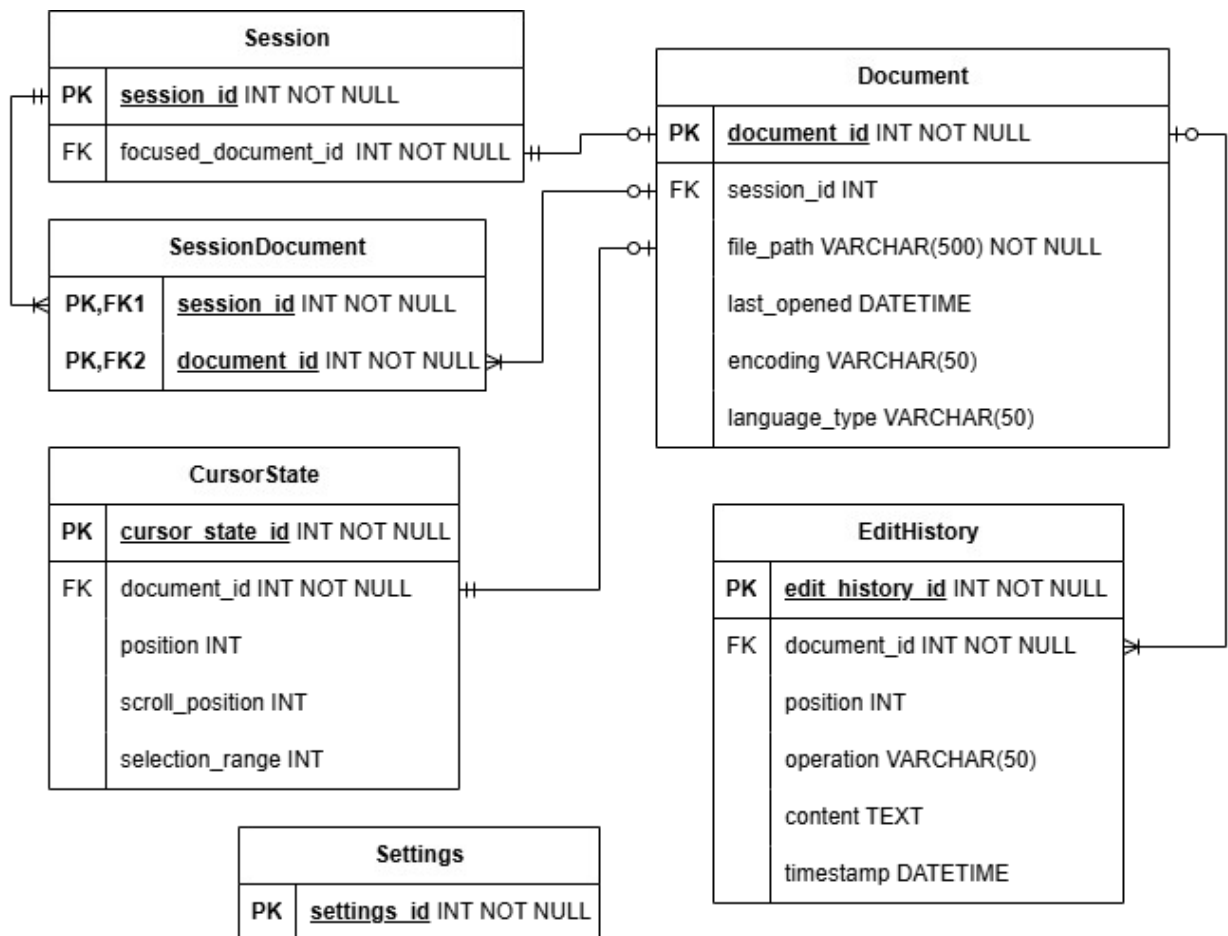 Session
PK session_id INT NOT NULL
FK focused_document_id INT NOT NULL
SessionDocument
PK,FK1 session_id INT NOT NULL
PK,FK2 document_id INT NOT NULL
CursorState
PK cursor_state_id INT NOT NULL
FK document_id INT NOT NULL
position INT
scroll_position INT
selection_range INT
Settings
PK settings_id INT NOT NULL
Document
PK document_id INT NOT NULL
FK session_id INT
file_path VARCHAR(500) NOT NULL
last_opened DATETIME
encoding VARCHAR(50)
language_type VARCHAR(50)
EditHistory
PK edit_history_id INT NOT NULL
FK document_id INT NOT NULL
position INT
operation VARCHAR(50)
content TEXT
timestamp DATETIME